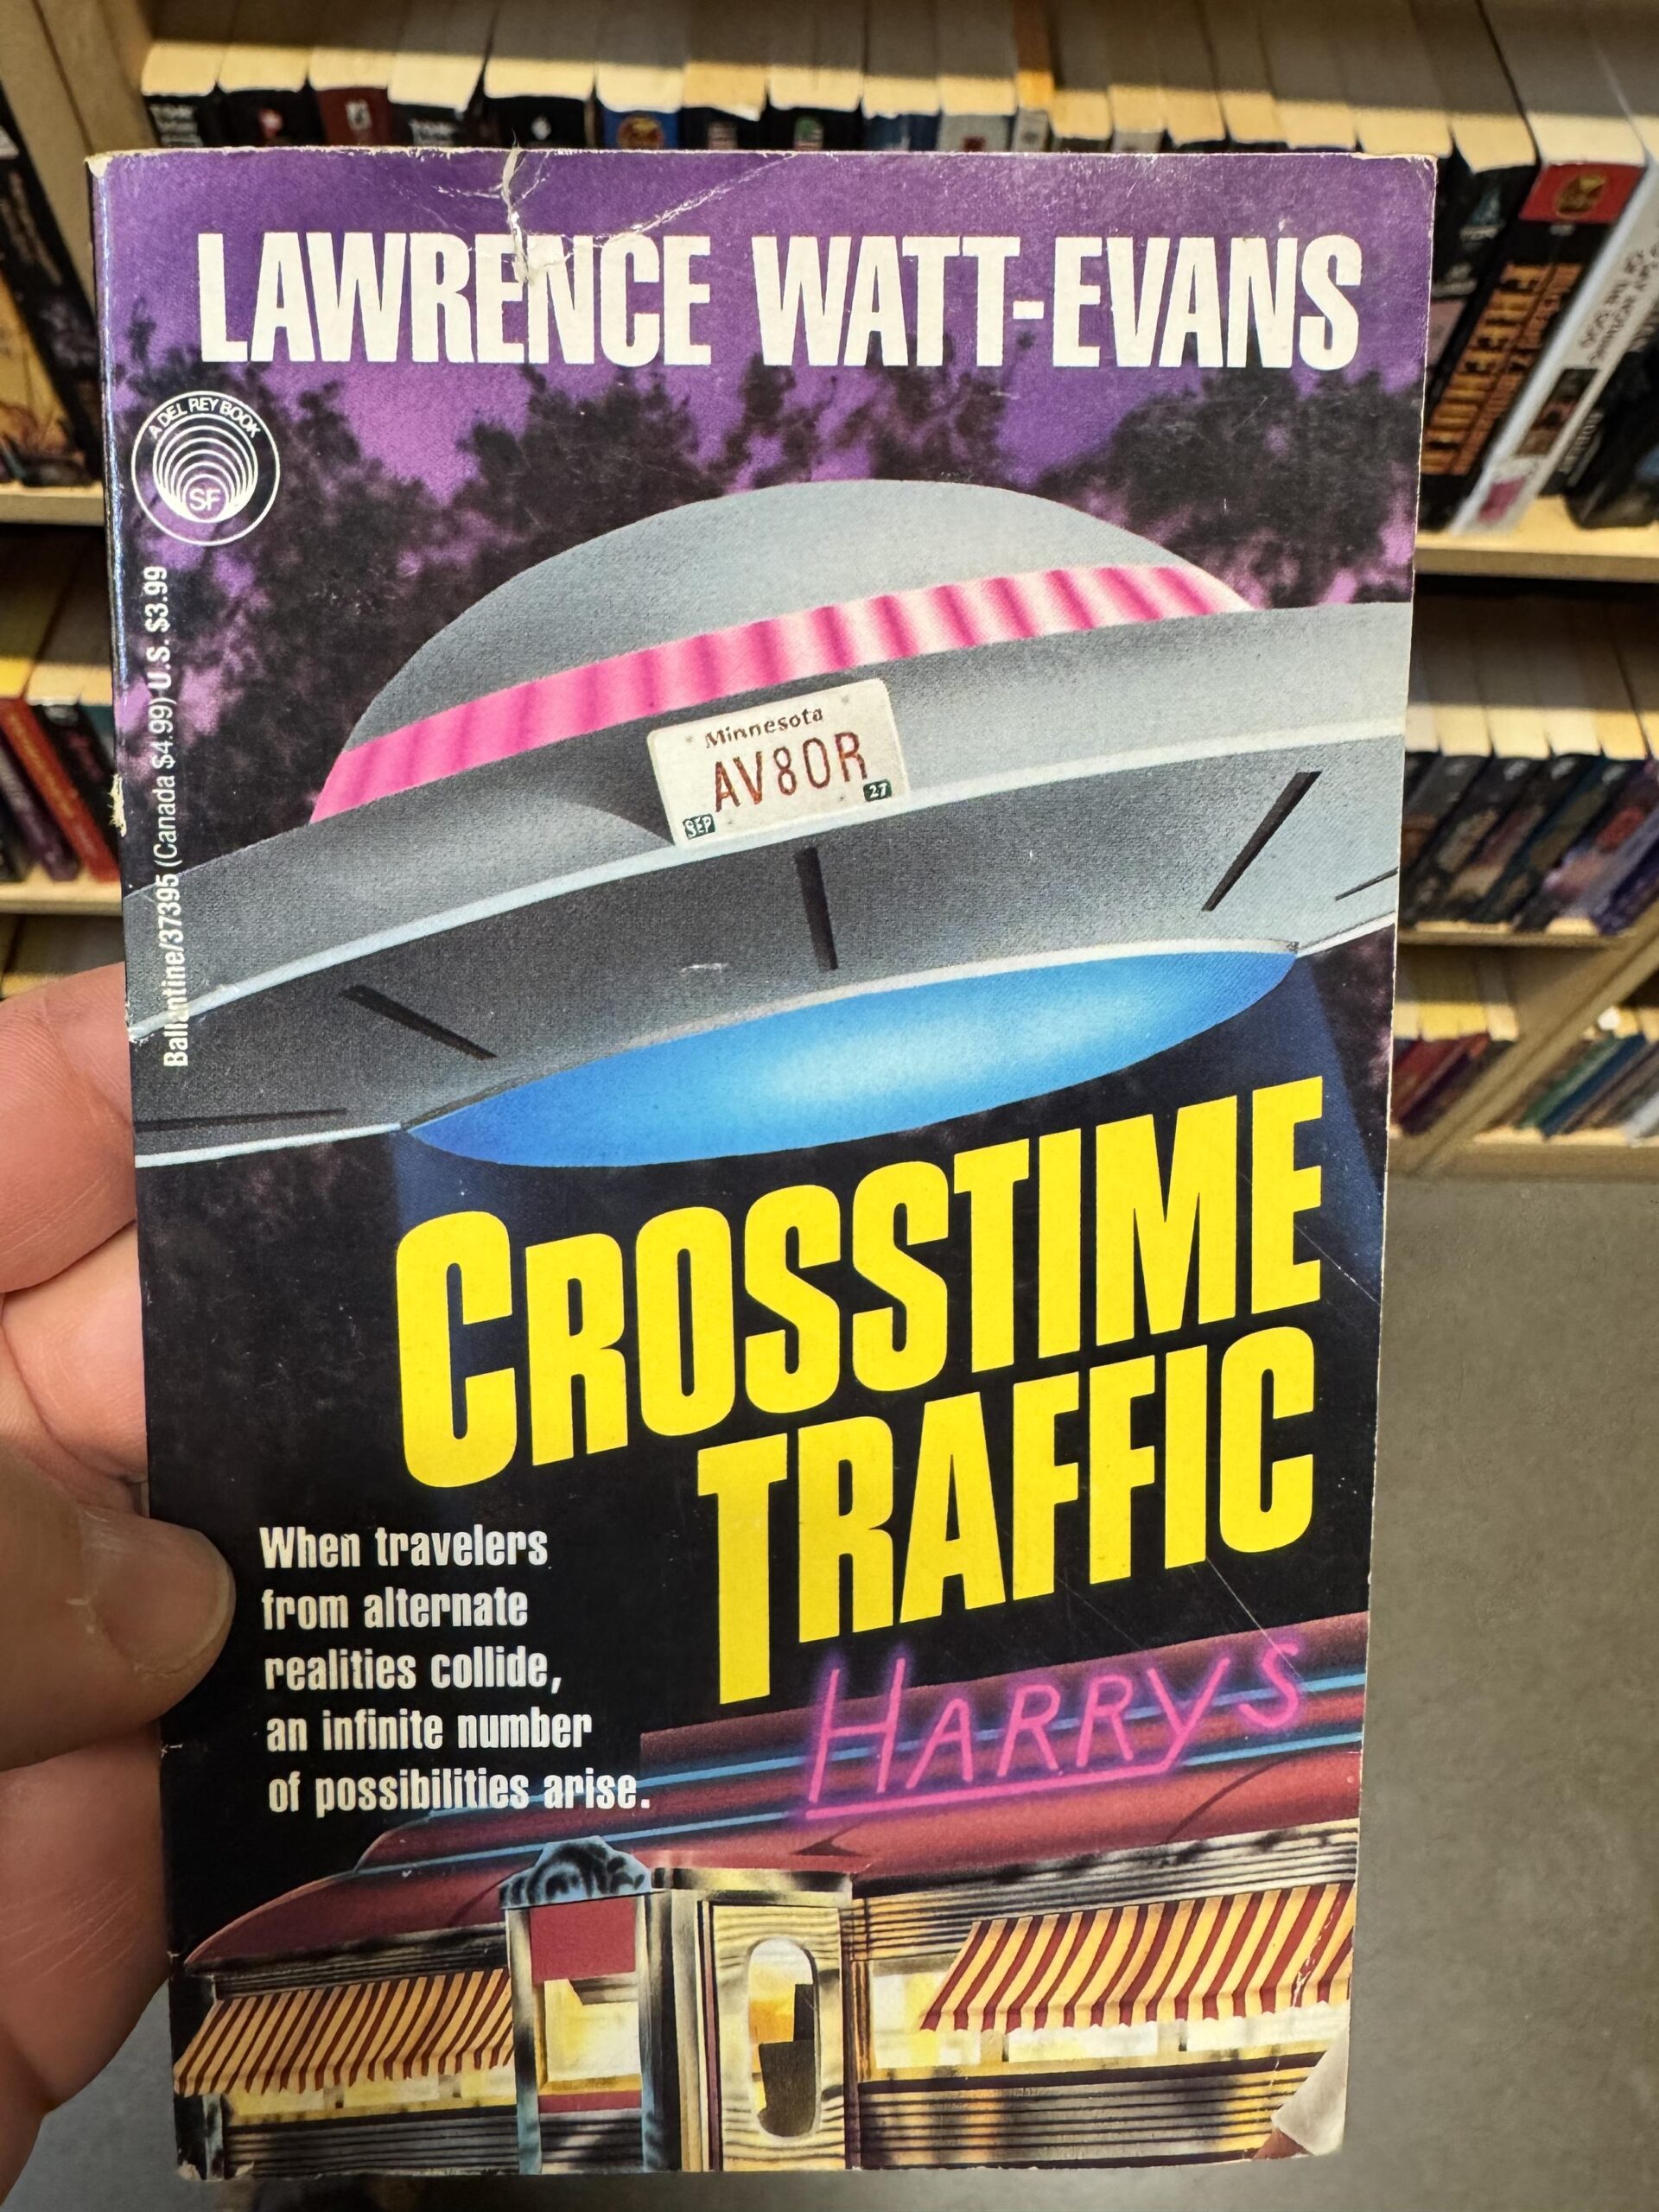 LAWRENCE WATT-EVANS
A DEL REY BOOK
SF
Ballantine/37395 (Canada $4.99) U.S. $3.99
Minnesota
AV8OR
SEP
27
CROSSTIME
TRAFFIC
When travelers
from alternate
realities collide,
an infinite number
of possibilities arise.
HARRYS